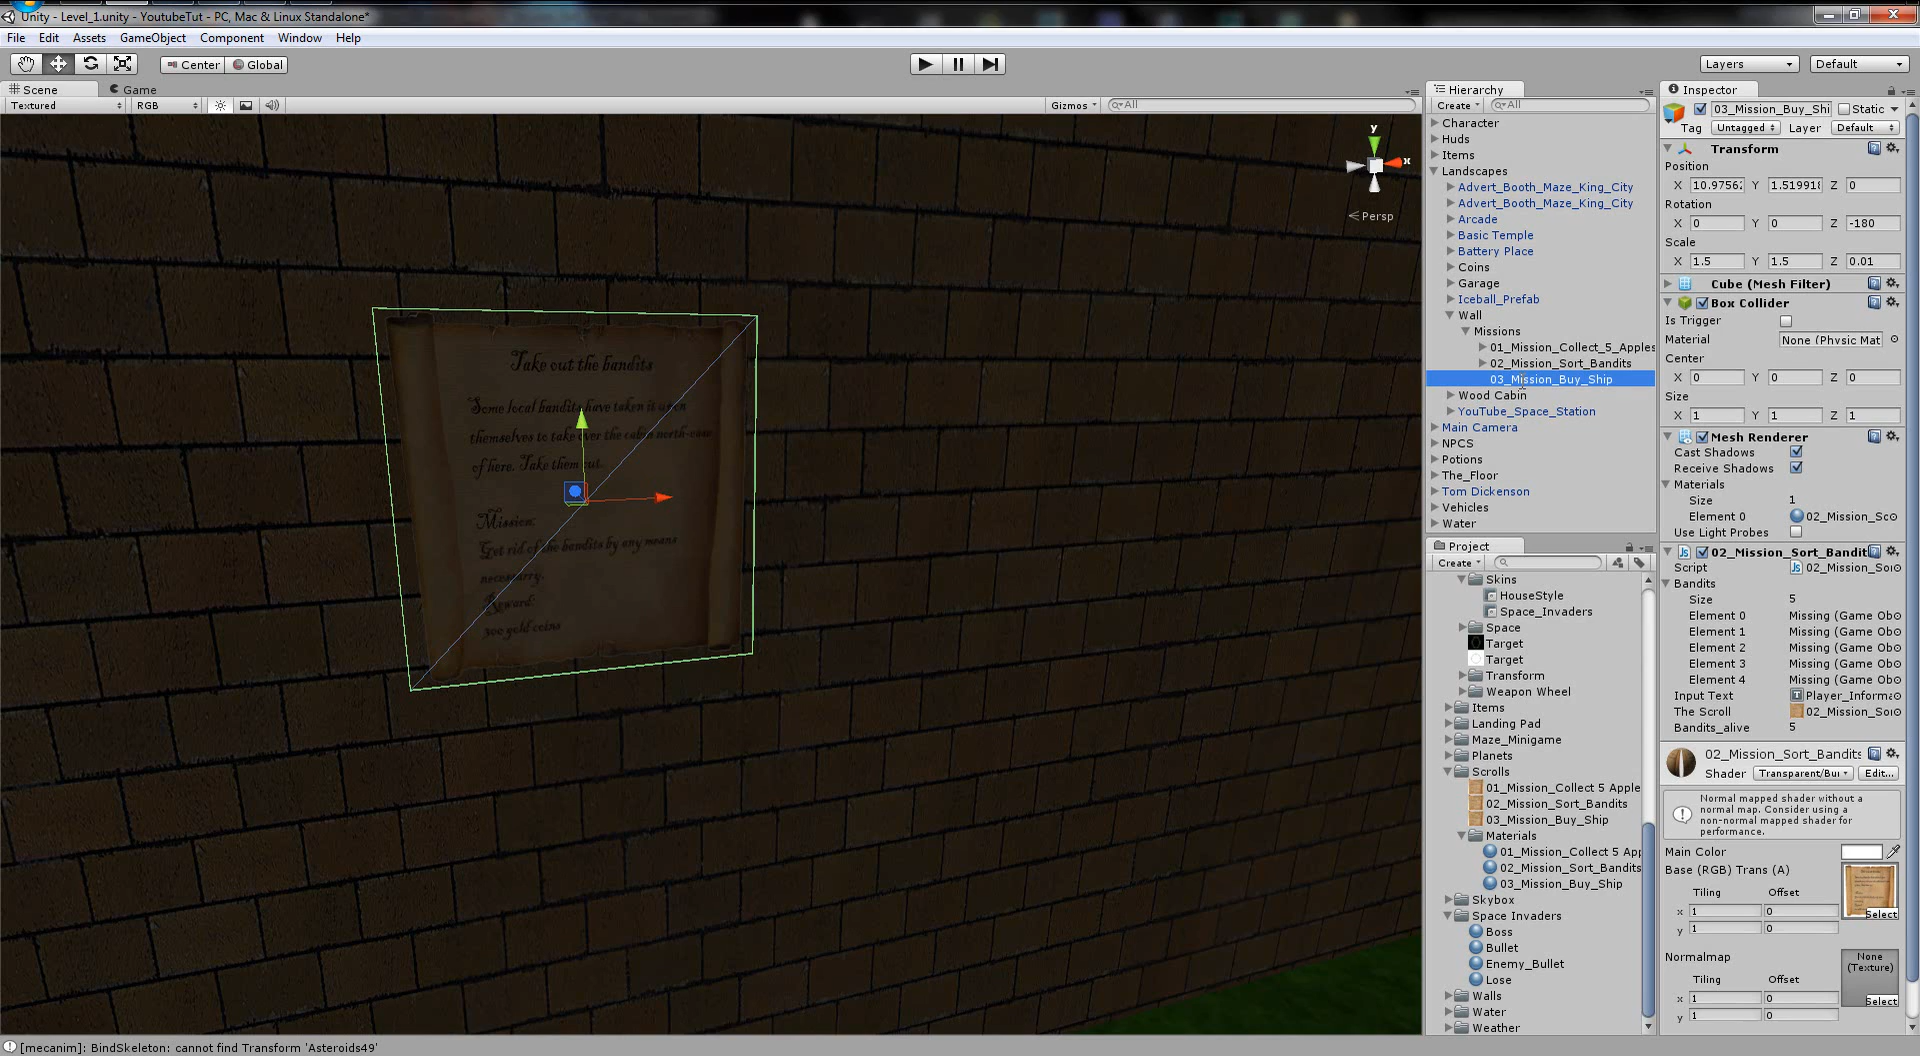 Unity - Level_1.unity - YoutubeTut - PC, Mac & Linux Standalone*
File Edit Assets GameObject Component Window Help
Center Global
Layers Default
Scene Game
Textured RGB Gizmos All
y
x
Persp
Take out the bandits
Some local bandits have taken it upon
themselves to take over the cabin north-east
of here. Take them out.
Mission:
Get rid of the bandits by any means
necessarry.
Reward:
300 gold coins
Hierarchy
Create All
Character
Huds
Items
Landscapes
Advert_Booth_Maze_King_City
Advert_Booth_Maze_King_City
Arcade
Basic Temple
Battery Place
Coins
Garage
Iceball_Prefab
Wall
Missions
01_Mission_Collect_5_Apples
02_Mission_Sort_Bandits
03_Mission_Buy_Ship
Wood Cabin
YouTube_Space_Station
Main Camera
NPCS
Potions
The_Floor
Tom Dickenson
Vehicles
Water
Project
Create
Skins
HouseStyle
Space_Invaders
Space
Target
Target
Transform
Weapon Wheel
Items
Landing Pad
Maze_Minigame
Planets
Scrolls
01_Mission_Collect 5 Apple
02_Mission_Sort_Bandits
03_Mission_Buy_Ship
Materials
01_Mission_Collect 5 App
02_Mission_Sort_Bandits
03_Mission_Buy_Ship
Skybox
Space Invaders
Boss
Bullet
Enemy_Bullet
Lose
Walls
Water
Weather
Inspector
03_Mission_Buy_Shi Static
Tag Untagged Layer Default
Transform
Position
X 10.97562 Y 1.519918 Z 0
Rotation
X 0 Y 0 Z -180
Scale
X 1.5 Y 1.5 Z 0.01
Cube (Mesh Filter)
Box Collider
Is Trigger
Material None (Physic Mat
Center
X 0 Y 0 Z 0
Size
X 1 Y 1 Z 1
Mesh Renderer
Cast Shadows
Receive Shadows
Materials
Size 1
Element 0 02_Mission_So
Use Light Probes
02_Mission_Sort_Bandit
Script 02_Mission_So
Bandits
Size 5
Element 0 Missing (Game Obo
Element 1 Missing (Game Obo
Element 2 Missing (Game Obo
Element 3 Missing (Game Obo
Element 4 Missing (Game Obo
Input Text Player_Informa
The Scroll 02_Mission_So
Bandits_alive 5
02_Mission_Sort_Bandits
Shader Transparent/Bu Edit...
Normal mapped shader without a
normal map. Consider using a
non-normal mapped shader for
performance.
Main Color
Base (RGB) Trans (A)
Tiling Offset
x 1 0
y 1 0
Select
Normalmap
None
(Texture)
Tiling Offset
x 1 0
y 1 0
Select
[mecanim]: BindSkeleton: cannot find Transform 'Asteroids49'